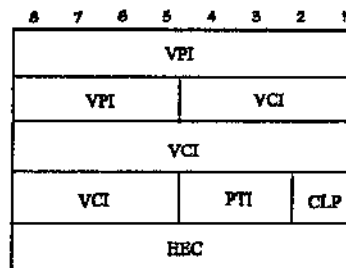 8 7 6 5 4 3 2 1
VPI
VPI VCI
VCI
VCI PTI CLP
HEC